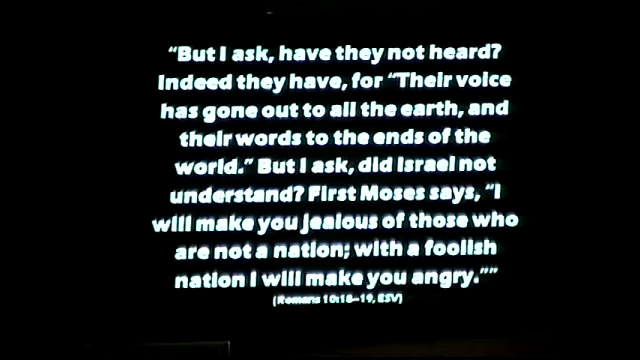 “But I ask, have they not heard?
Indeed they have, for “Their voice
has gone out to all the earth, and
their words to the ends of the
world.” But I ask, did Israel not
understand? First Moses says, “I
will make you jealous of those who
are not a nation; with a foolish
nation I will make you angry.””
(Romans 10:18–19, ESV)